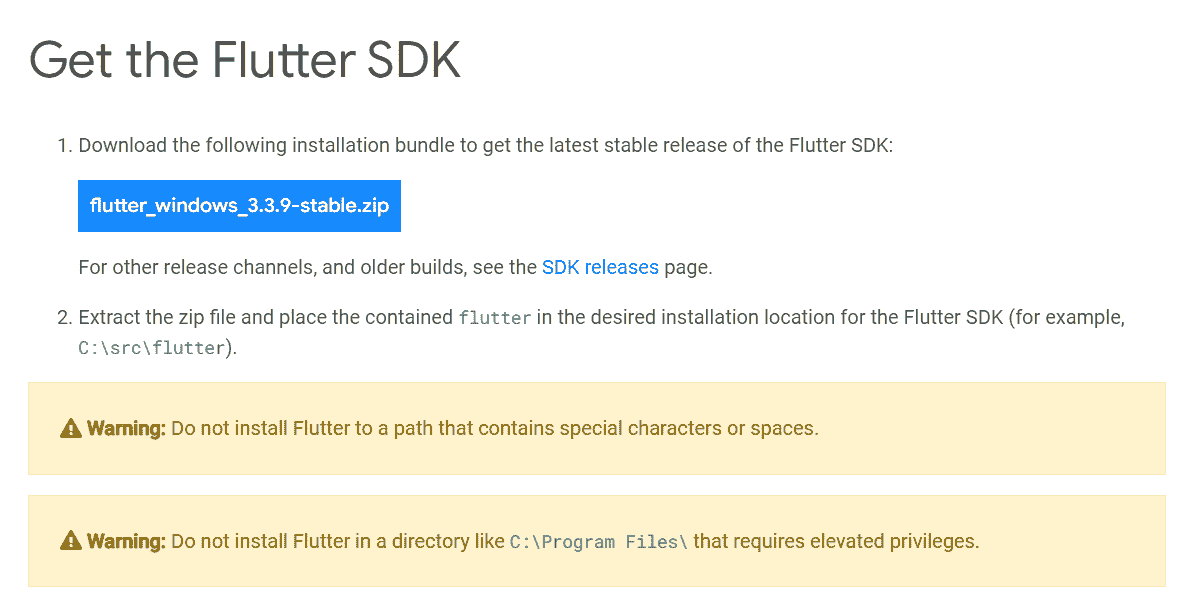 Get the Flutter SDK
1. Download the following installation bundle to get the latest stable release of the Flutter SDK:
flutter_windows_3.3.9-stable.zip
For other release channels, and older builds, see the SDK releases page.
2. Extract the zip file and place the contained flutter in the desired installation location for the Flutter SDK (for example,
C:\src\flutter).
Warning: Do not install Flutter to a path that contains special characters or spaces.
Warning: Do not install Flutter in a directory like C:\Program Files\ that requires elevated privileges.